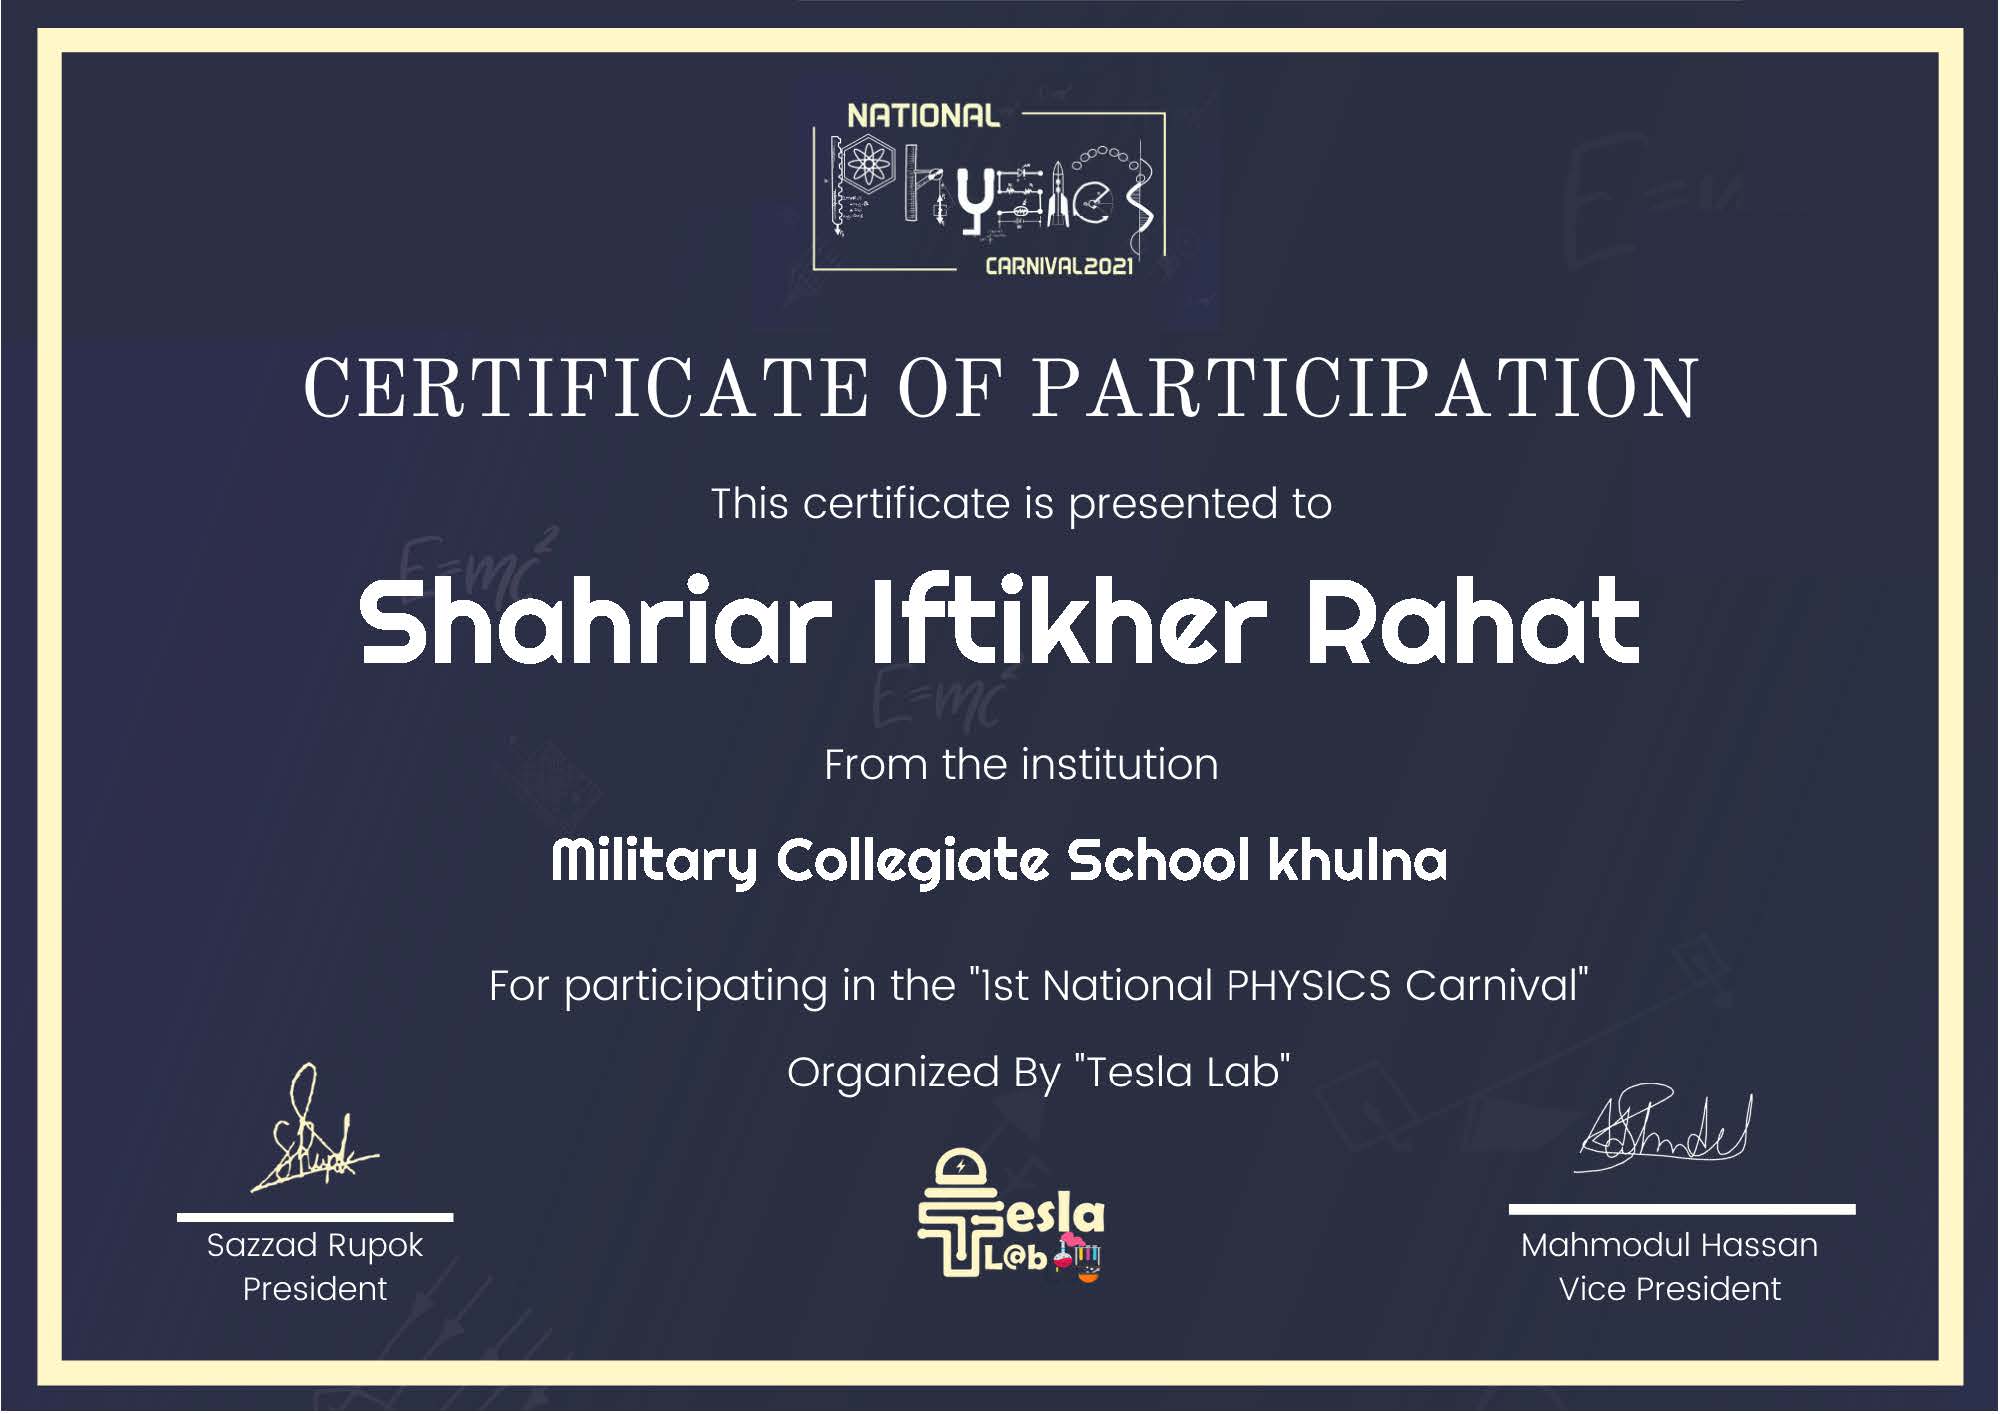 NATIONAL
PhYSICS
CARNIVAL2021
CERTIFICATE OF PARTICIPATION
This certificate is presented to
E=mc²
Shahriar Iftikher Rahat
E=mc²
From the institution
Military Collegiate School khulna
For participating in the "1st National PHYSICS Carnival"
Organized By "Tesla Lab"
Tesla
L@b
Sazzad Rupok
President
Mahmodul Hassan
Vice President